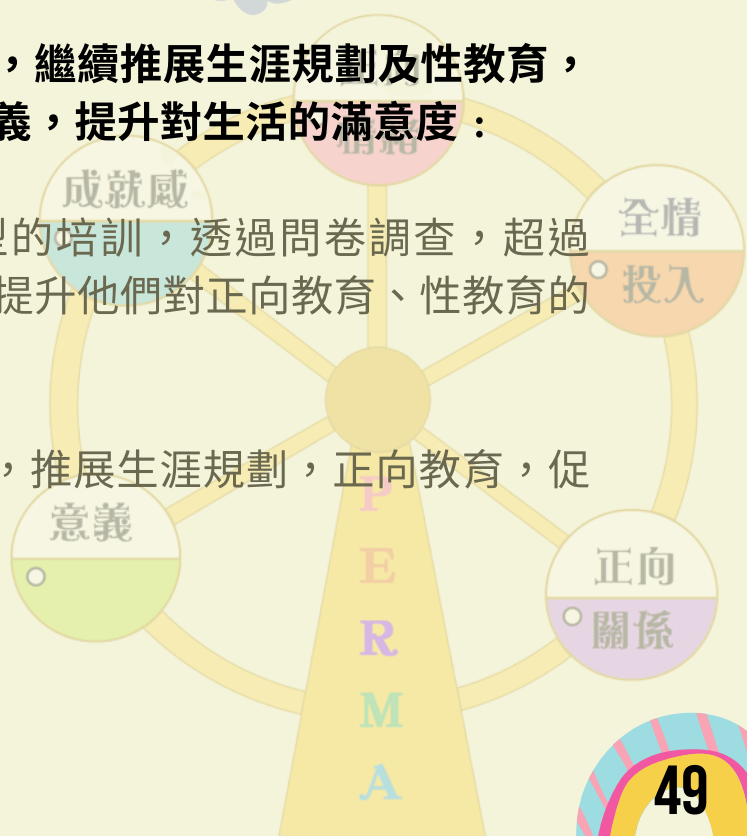 ，繼續推展生涯規劃及性教育，
義，提升對生活的滿意度：
情緒
成就感
全情
投入
型的培訓，透過問卷調查，超過
提升他們對正向教育、性教育的
，推展生涯規劃，正向教育，促
意義
正向
關係
P
E
R
M
A
49